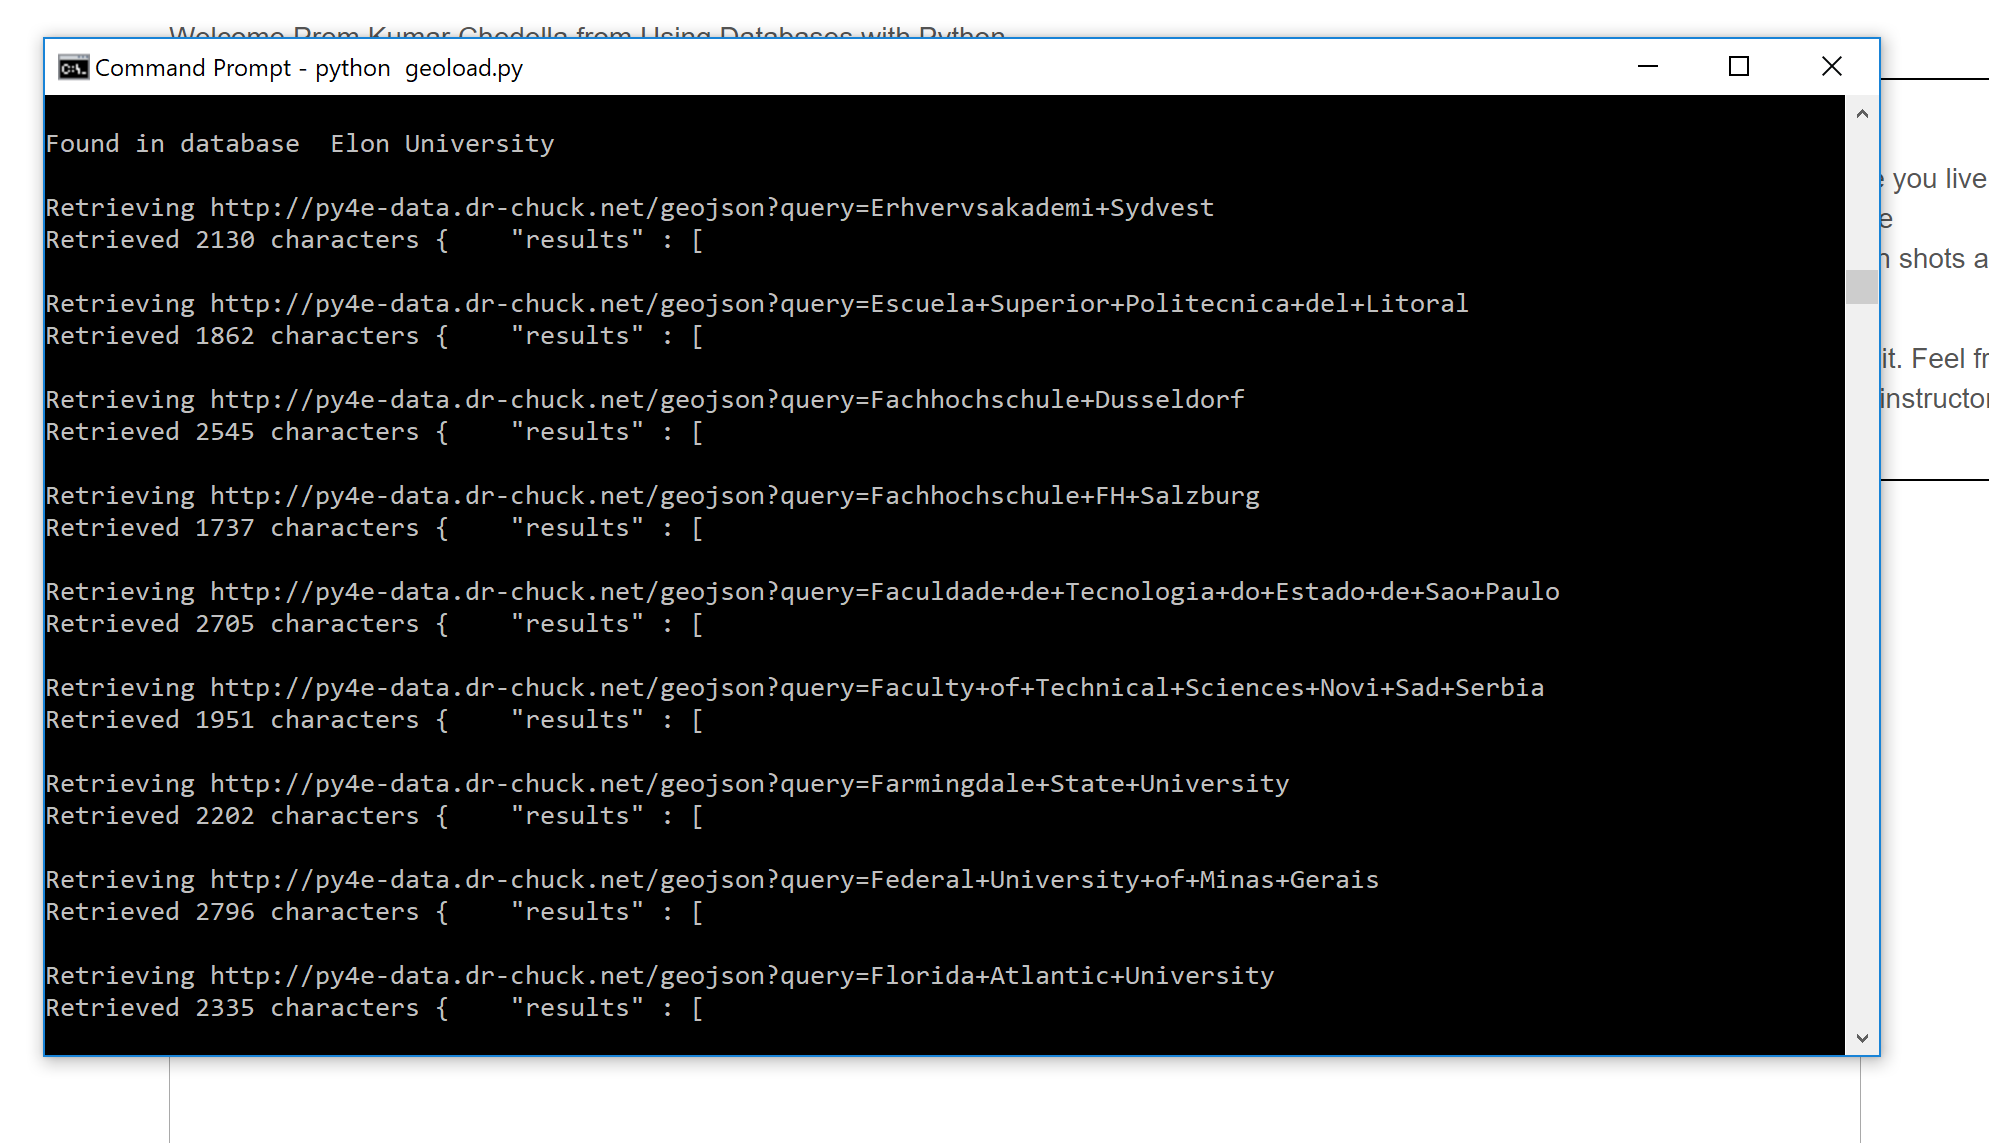 Welcome Prem Kumar Chedella from Using Databases with Python
Command Prompt - python  geoload.py
Found in database  Elon University
Retrieving http://py4e-data.dr-chuck.net/geojson?query=Erhvervsakademi+Sydvest
Retrieved 2130 characters {    "results" : [
Retrieving http://py4e-data.dr-chuck.net/geojson?query=Escuela+Superior+Politecnica+del+Litoral
Retrieved 1862 characters {    "results" : [
Retrieving http://py4e-data.dr-chuck.net/geojson?query=Fachhochschule+Dusseldorf
Retrieved 2545 characters {    "results" : [
Retrieving http://py4e-data.dr-chuck.net/geojson?query=Fachhochschule+FH+Salzburg
Retrieved 1737 characters {    "results" : [
Retrieving http://py4e-data.dr-chuck.net/geojson?query=Faculdade+de+Tecnologia+do+Estado+de+Sao+Paulo
Retrieved 2705 characters {    "results" : [
Retrieving http://py4e-data.dr-chuck.net/geojson?query=Faculty+of+Technical+Sciences+Novi+Sad+Serbia
Retrieved 1951 characters {    "results" : [
Retrieving http://py4e-data.dr-chuck.net/geojson?query=Farmingdale+State+University
Retrieved 2202 characters {    "results" : [
Retrieving http://py4e-data.dr-chuck.net/geojson?query=Federal+University+of+Minas+Gerais
Retrieved 2796 characters {    "results" : [
Retrieving http://py4e-data.dr-chuck.net/geojson?query=Florida+Atlantic+University
Retrieved 2335 characters {    "results" : [
you live
shots a
it. Feel fr
instructor